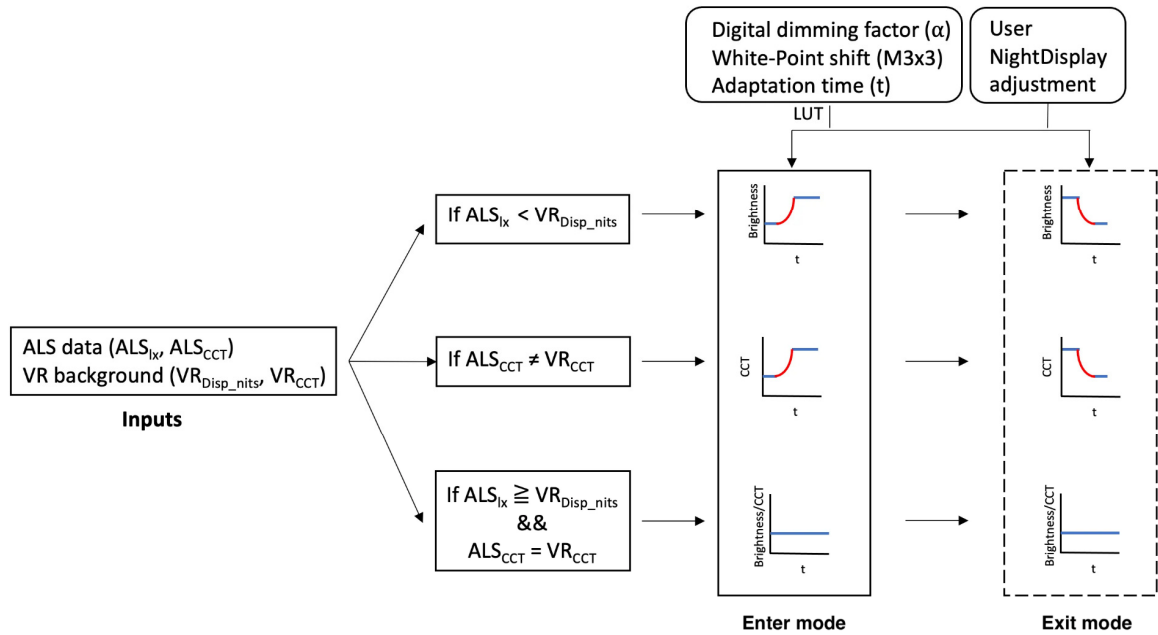 Digital dimming factor (α)
White-Point shift (M3x3)
Adaptation time (t)
User
NightDisplay
adjustment
LUT
If ALSlx < VRDisp_nits
Brightness
t
Brightness
t
ALS data (ALSlx, ALSCCT)
VR background (VRDisp_nits, VRCCT)
Inputs
If ALSCCT ≠ VRCCT
CCT
t
CCT
t
If ALSlx ≧ VRDisp_nits
&&
ALSCCT = VRCCT
Brightness/CCT
t
Brightness/CCT
t
Enter mode
Exit mode